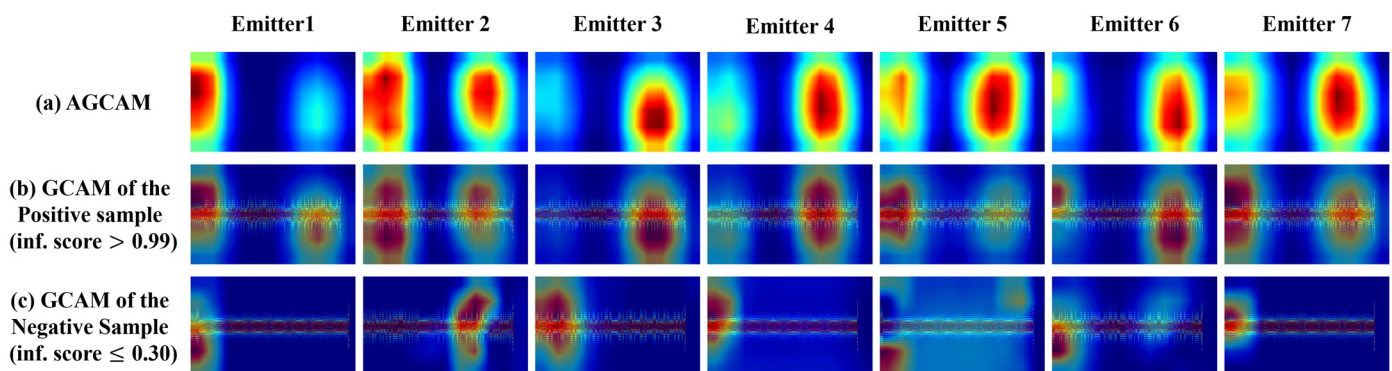 Emitter1 Emitter 2 Emitter 3 Emitter 4 Emitter 5 Emitter 6 Emitter 7
(a) AGCAM
(b) GCAM of the
Positive sample
(inf. score > 0.99)
(c) GCAM of the
Negative Sample
(inf. score ≤ 0.30)